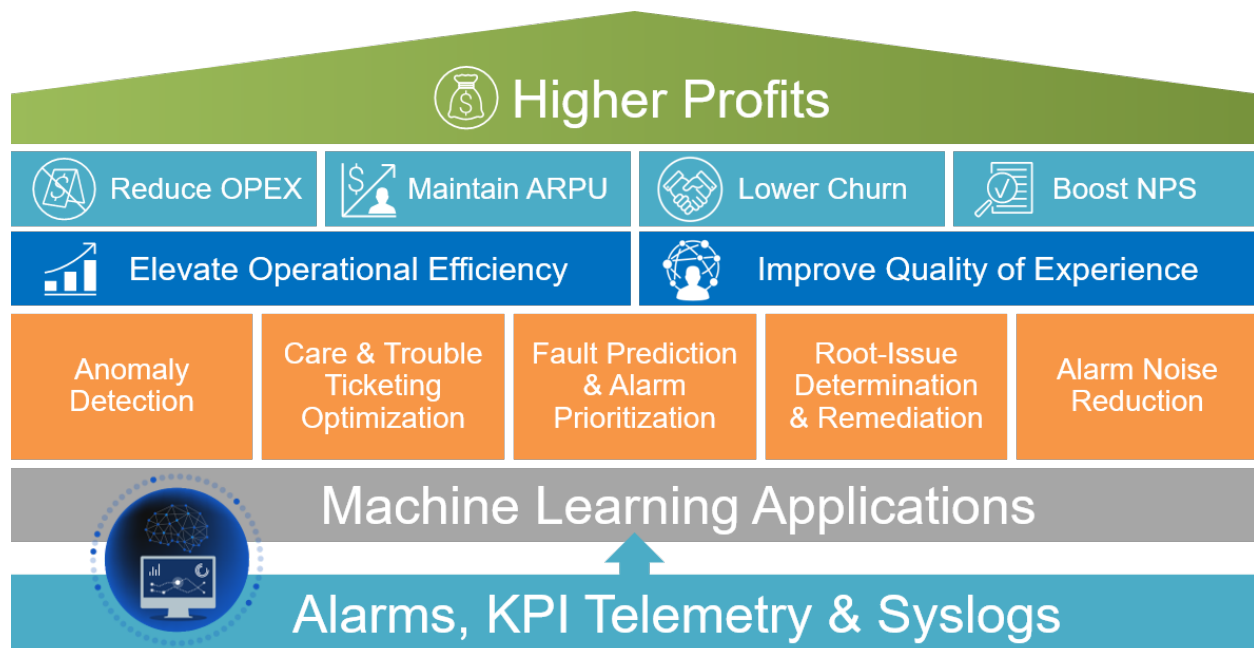 Higher Profits
Reduce OPEX
Maintain ARPU
Lower Churn
Boost NPS
Elevate Operational Efficiency
Improve Quality of Experience
Anomaly
Detection
Care & Trouble
Ticketing
Optimization
Fault Prediction
& Alarm
Prioritization
Root-Issue
Determination
& Remediation
Alarm Noise
Reduction
Machine Learning Applications
Alarms, KPI Telemetry & Syslogs